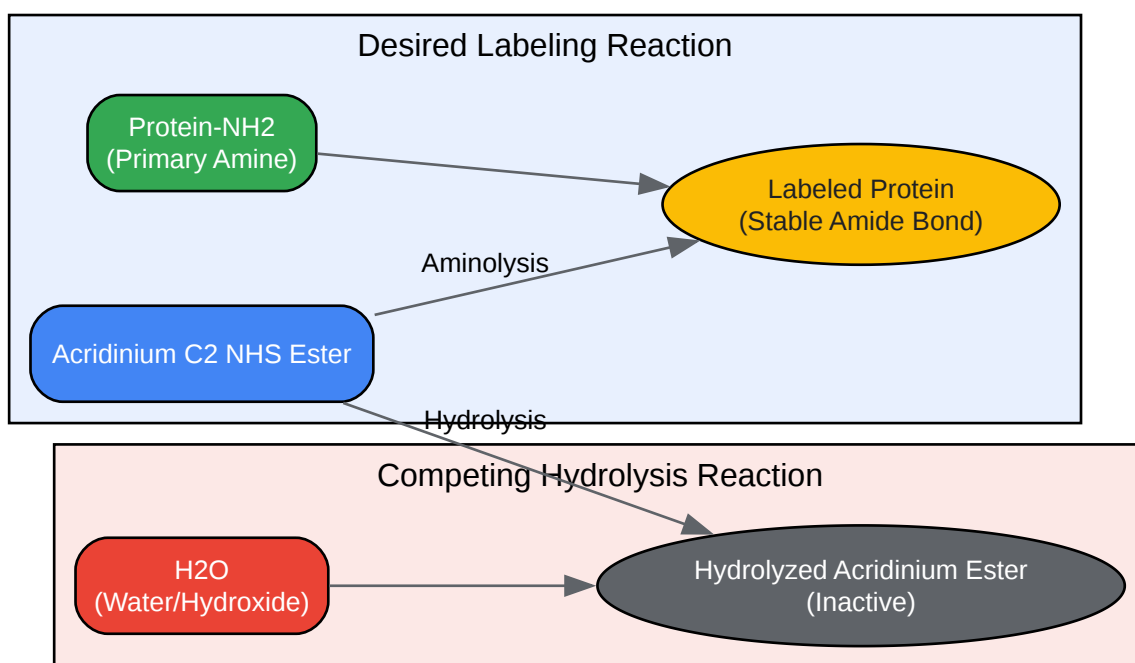 Desired Labeling Reaction
Protein-NH2
(Primary Amine)
Labeled Protein
(Stable Amide Bond)
Aminolysis
Acridinium C2 NHS Ester
Hydrolysis
Competing Hydrolysis Reaction
H2O
(Water/Hydroxide)
Hydrolyzed Acridinium Ester
(Inactive)